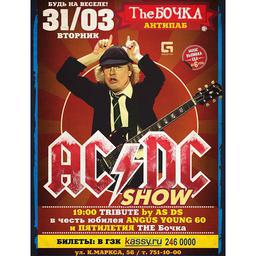 БУДЬ НА ВЕСЕЛЕ!
31/03
ВТОРНИК
The БОЧКА
АНТИПАБ
AC/DC
SHOW
19:00 TRIBUTE by AS DS
в честь юбилея ANGUS YOUNG 60
и ПЯТИЛЕТИЯ THE Бочка
БИЛЕТЫ: В ГЗК kassy.ru 246 0000
ул. К.МАРКСА, 58 / т. 751-10-00